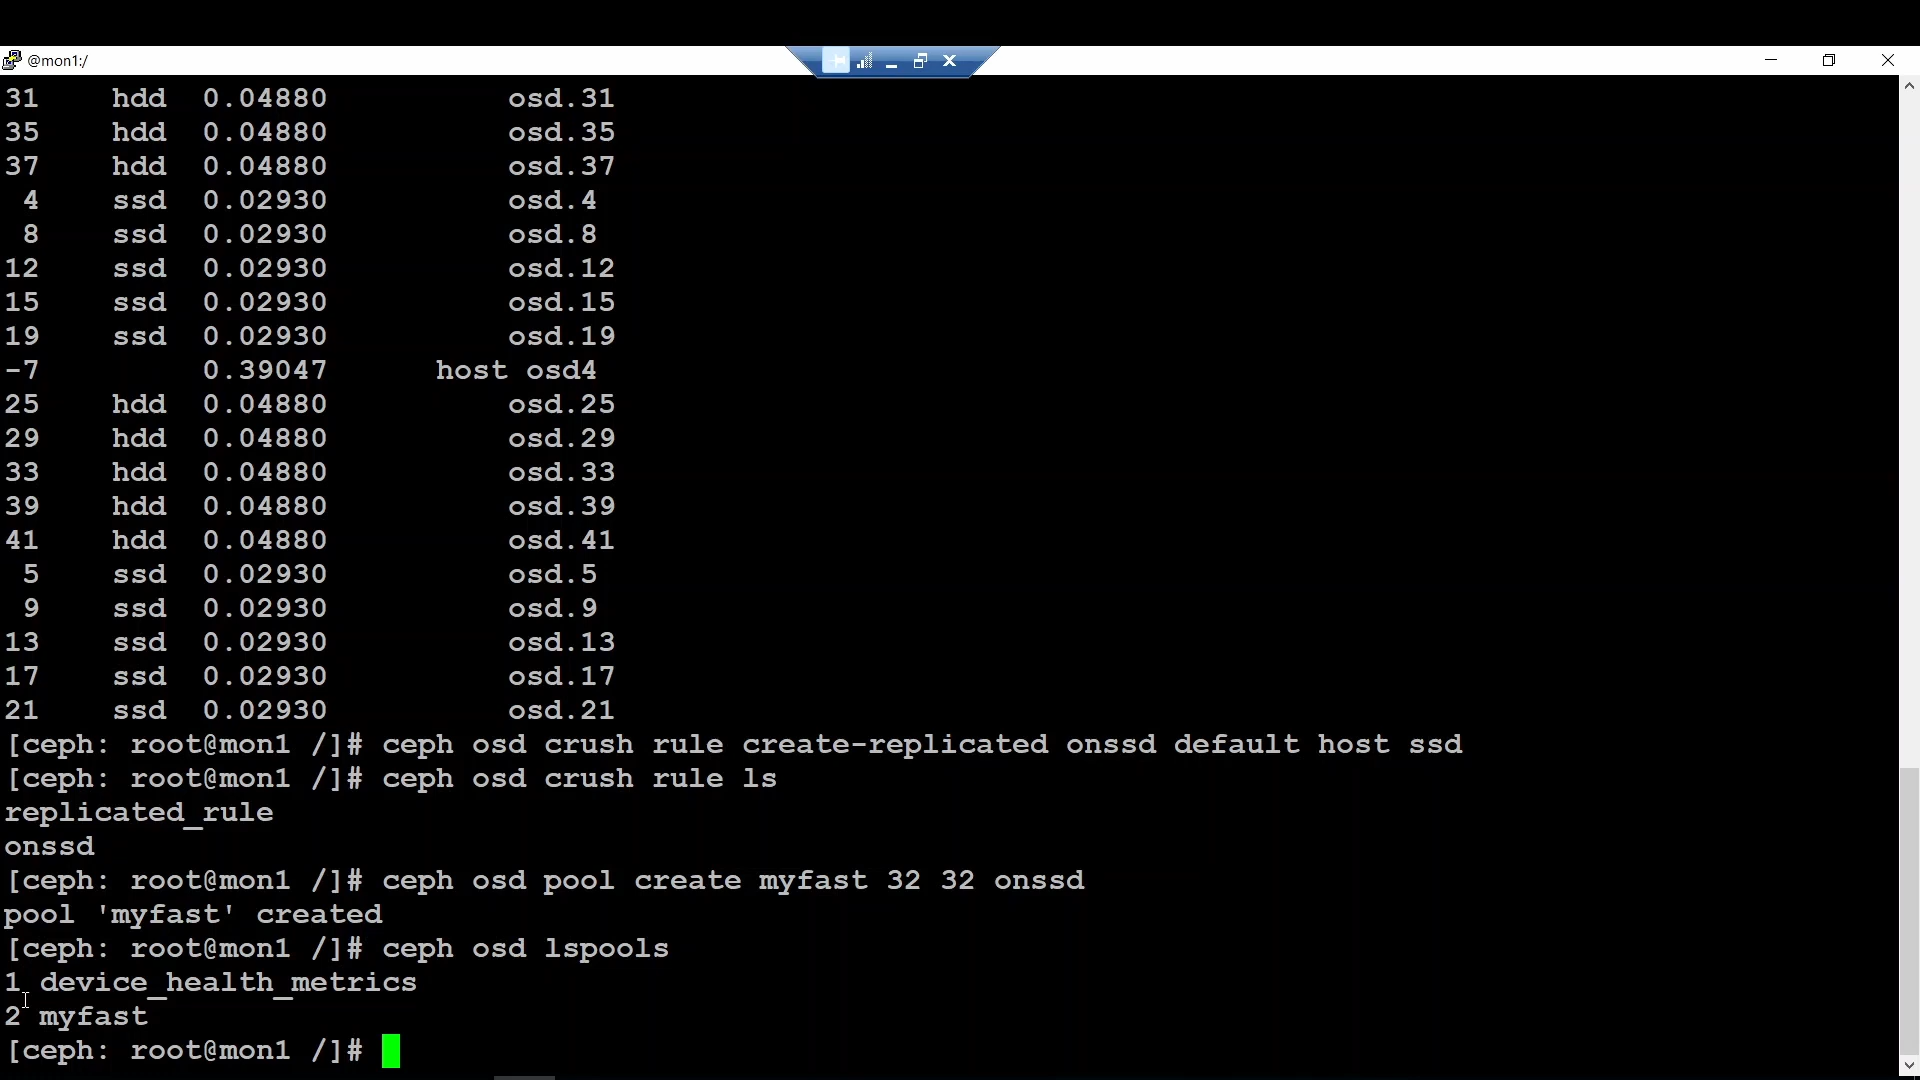 @mon1:/
31 hdd 0.04880 osd.31
35 hdd 0.04880 osd.35
37 hdd 0.04880 osd.37
4 ssd 0.02930 osd.4
8 ssd 0.02930 osd.8
12 ssd 0.02930 osd.12
15 ssd 0.02930 osd.15
19 ssd 0.02930 osd.19
-7 0.39047 host osd4
25 hdd 0.04880 osd.25
29 hdd 0.04880 osd.29
33 hdd 0.04880 osd.33
39 hdd 0.04880 osd.39
41 hdd 0.04880 osd.41
5 ssd 0.02930 osd.5
9 ssd 0.02930 osd.9
13 ssd 0.02930 osd.13
17 ssd 0.02930 osd.17
21 ssd 0.02930 osd.21
[ceph: root@mon1 /]# ceph osd crush rule create-replicated onssd default host ssd
[ceph: root@mon1 /]# ceph osd crush rule ls
replicated_rule
onssd
[ceph: root@mon1 /]# ceph osd pool create myfast 32 32 onssd
pool 'myfast' created
[ceph: root@mon1 /]# ceph osd lspools
1 device_health_metrics
2 myfast
[ceph: root@mon1 /]#